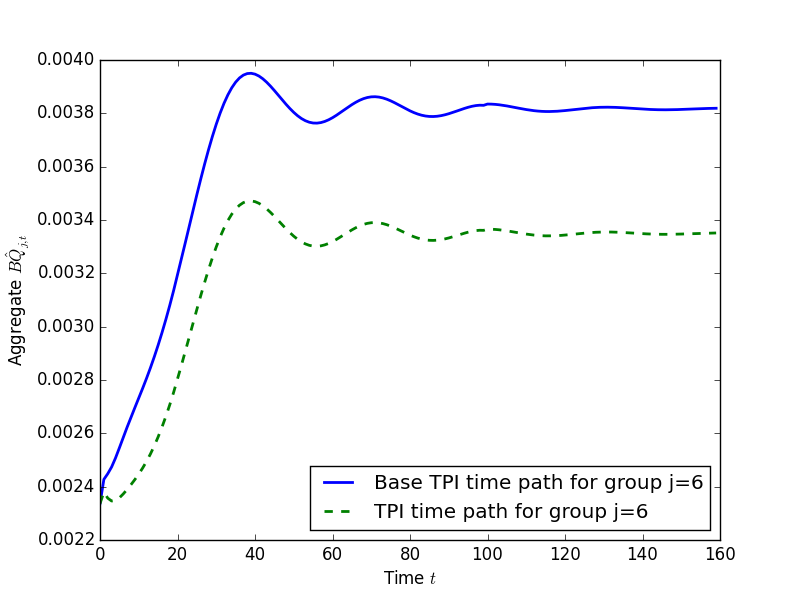 0.0040
0.0038
0.0036
0.0034
0.0032
0.0030
0.0028
0.0026
0.0024
0.0022
Aggregate $\hat{BQ}_{j,t}$
Base TPI time path for group j=6
TPI time path for group j=6
0 20 40 60 80 100 120 140 160
Time t